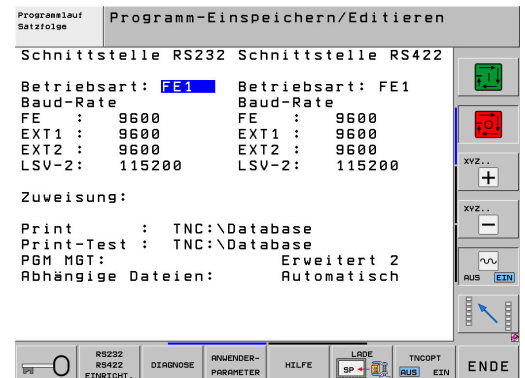 Programmlauf
Satzfolge
Programm-Einspeichern/Editieren
Schnittstelle RS232 Schnittstelle RS422
Betriebsart: FE1 Betriebsart: FE1
Baud-Rate Baud-Rate
FE : 9600 FE : 9600
EXT1 : 9600 EXT1 : 9600
EXT2 : 9600 EXT2 : 9600
LSV-2: 115200 LSV-2: 115200
Zuweisung:
Print : TNC:\Database
Print-Test : TNC:\Database
PGM MGT: Erweitert 2
Abhängige Dateien: Automatisch
XYZ..
+
XYZ..
−
AUS EIN
RS232
RS422
EINRICHT.
DIAGNOSE
ANWENDER-
PARAMETER
HILFE
LADE
SP
TNCOPT
AUS EIN
ENDE